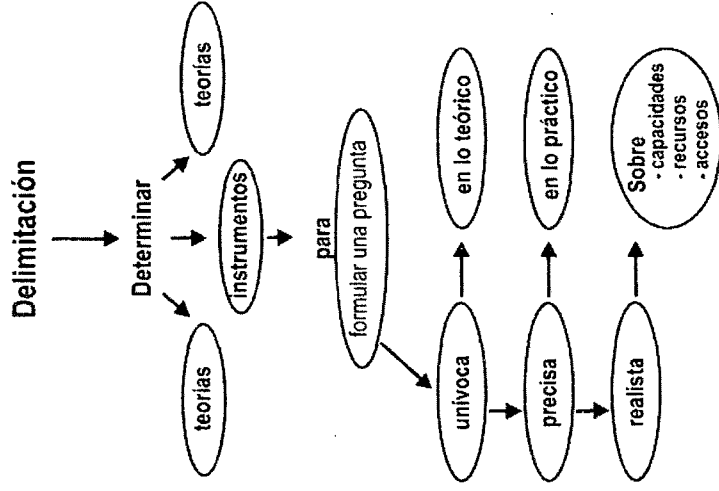 Delimitación
Determinar
teorías
instrumentos
teorías
para
formular una pregunta
unívoca
en lo teórico
precisa
en lo práctico
realista
Sobre
- capacidades
- recursos
- accesos